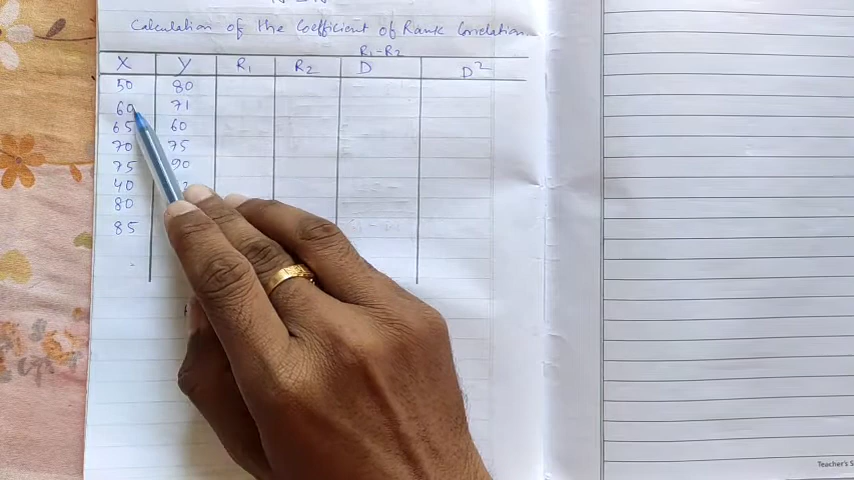 Calculation of the Coefficient of Rank Corelation
R1-R2
X Y R1 R2 D D²
50 80
60 71
65 60
70 75
75 90
40
80
85
Teacher's S